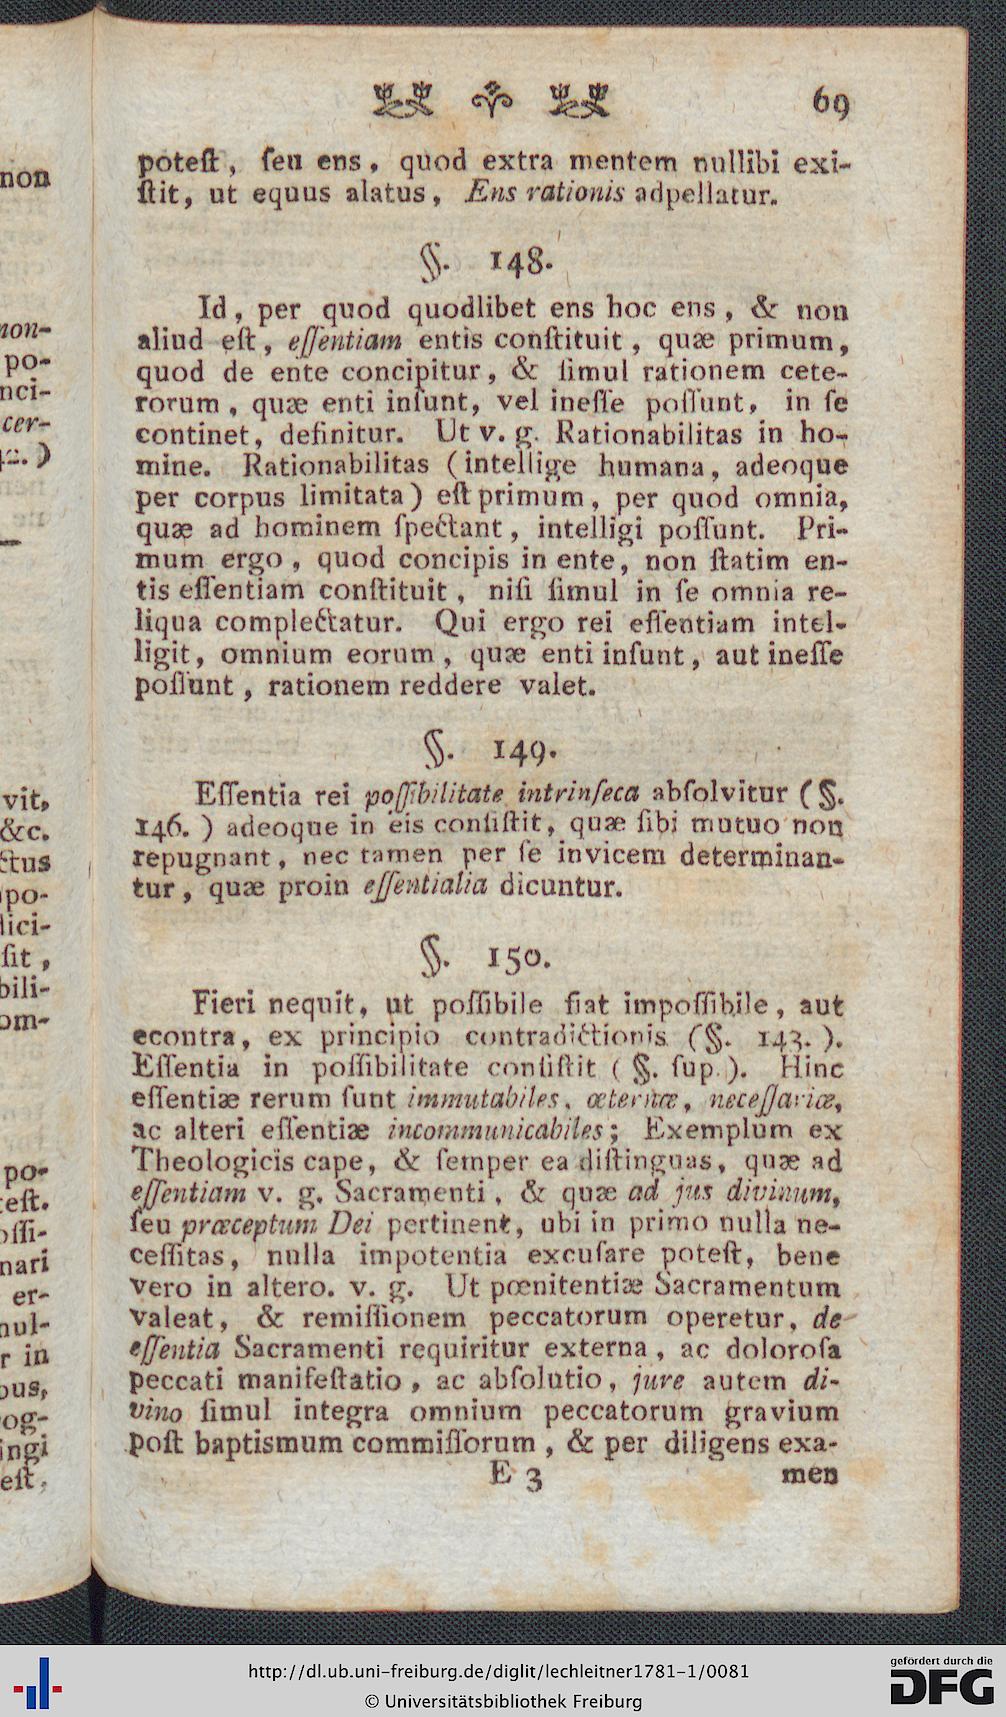 69
poteſt, ſeu ens, quod extra mentem nullibi exi-
ſtit, ut equus alatus, Ens rationis adpellatur.
§. 148.
Id, per quod quodlibet ens hoc ens, & non
aliud eſt, eſſentiam entis conſtituit, quæ primum,
quod de ente concipitur, & ſimul rationem cete-
rorum, quæ enti inſunt, vel ineſſe poſſunt, in ſe
continet, definitur. Ut v. g. Rationabilitas in ho-
mine. Rationabilitas (intellige humana, adeoque
per corpus limitata) eſt primum, per quod omnia,
quæ ad hominem ſpectant, intelligi poſſunt. Pri-
mum ergo, quod concipis in ente, non ſtatim en-
tis eſſentiam conſtituit, niſi ſimul in ſe omnia re-
liqua complectatur. Qui ergo rei eſſentiam intel-
ligit, omnium eorum, quæ enti inſunt, aut ineſſe
poſſunt, rationem reddere valet.
§. 149.
Eſſentia rei poſſibilitate intrinſeca abſolvitur (§.
146.) adeoque in eis conſiſtit, quæ ſibi mutuo non
repugnant, nec tamen per ſe invicem determinan-
tur, quæ proin eſſentialia dicuntur.
§. 150.
Fieri nequit, ut poſſibile fiat impoſſibile, aut
econtra, ex principio contradictionis (§. 143.).
Eſſentia in poſſibilitate conſiſtit (§. ſup.). Hinc
eſſentiæ rerum ſunt immutabiles, æternæ, neceſſariæ,
ac alteri eſſentiæ incommunicabiles; Exemplum ex
Theologicis cape, & ſemper ea diſtinguas, quæ ad
eſſentiam v. g. Sacramenti, & quæ ad jus divinum,
ſeu præceptum Dei pertinent, ubi in primo nulla ne-
ceſſitas, nulla impotentia excuſare poteſt, bene
vero in altero. v. g. Ut pœnitentiæ Sacramentum
valeat, & remiſſionem peccatorum operetur, de
eſſentia Sacramenti requiritur externa, ac doloroſa
peccati manifeſtatio, ac abſolutio, jure autem di-
vino ſimul integra omnium peccatorum gravium
poſt baptismum commiſſorum, & per diligens exa-
E 3 men
http://dl.ub.uni-freiburg.de/diglit/lechleitner1781-1/0081
© Universitätsbibliothek Freiburg
gefördert durch die
DFG